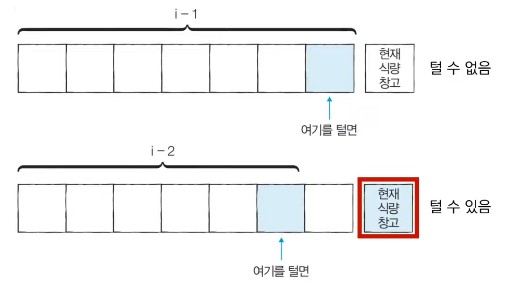 i－1
현재
식량
창고
털 수 없음
여기를 털면
i－2
현재
식량
창고
털 수 있음
여기를 털면